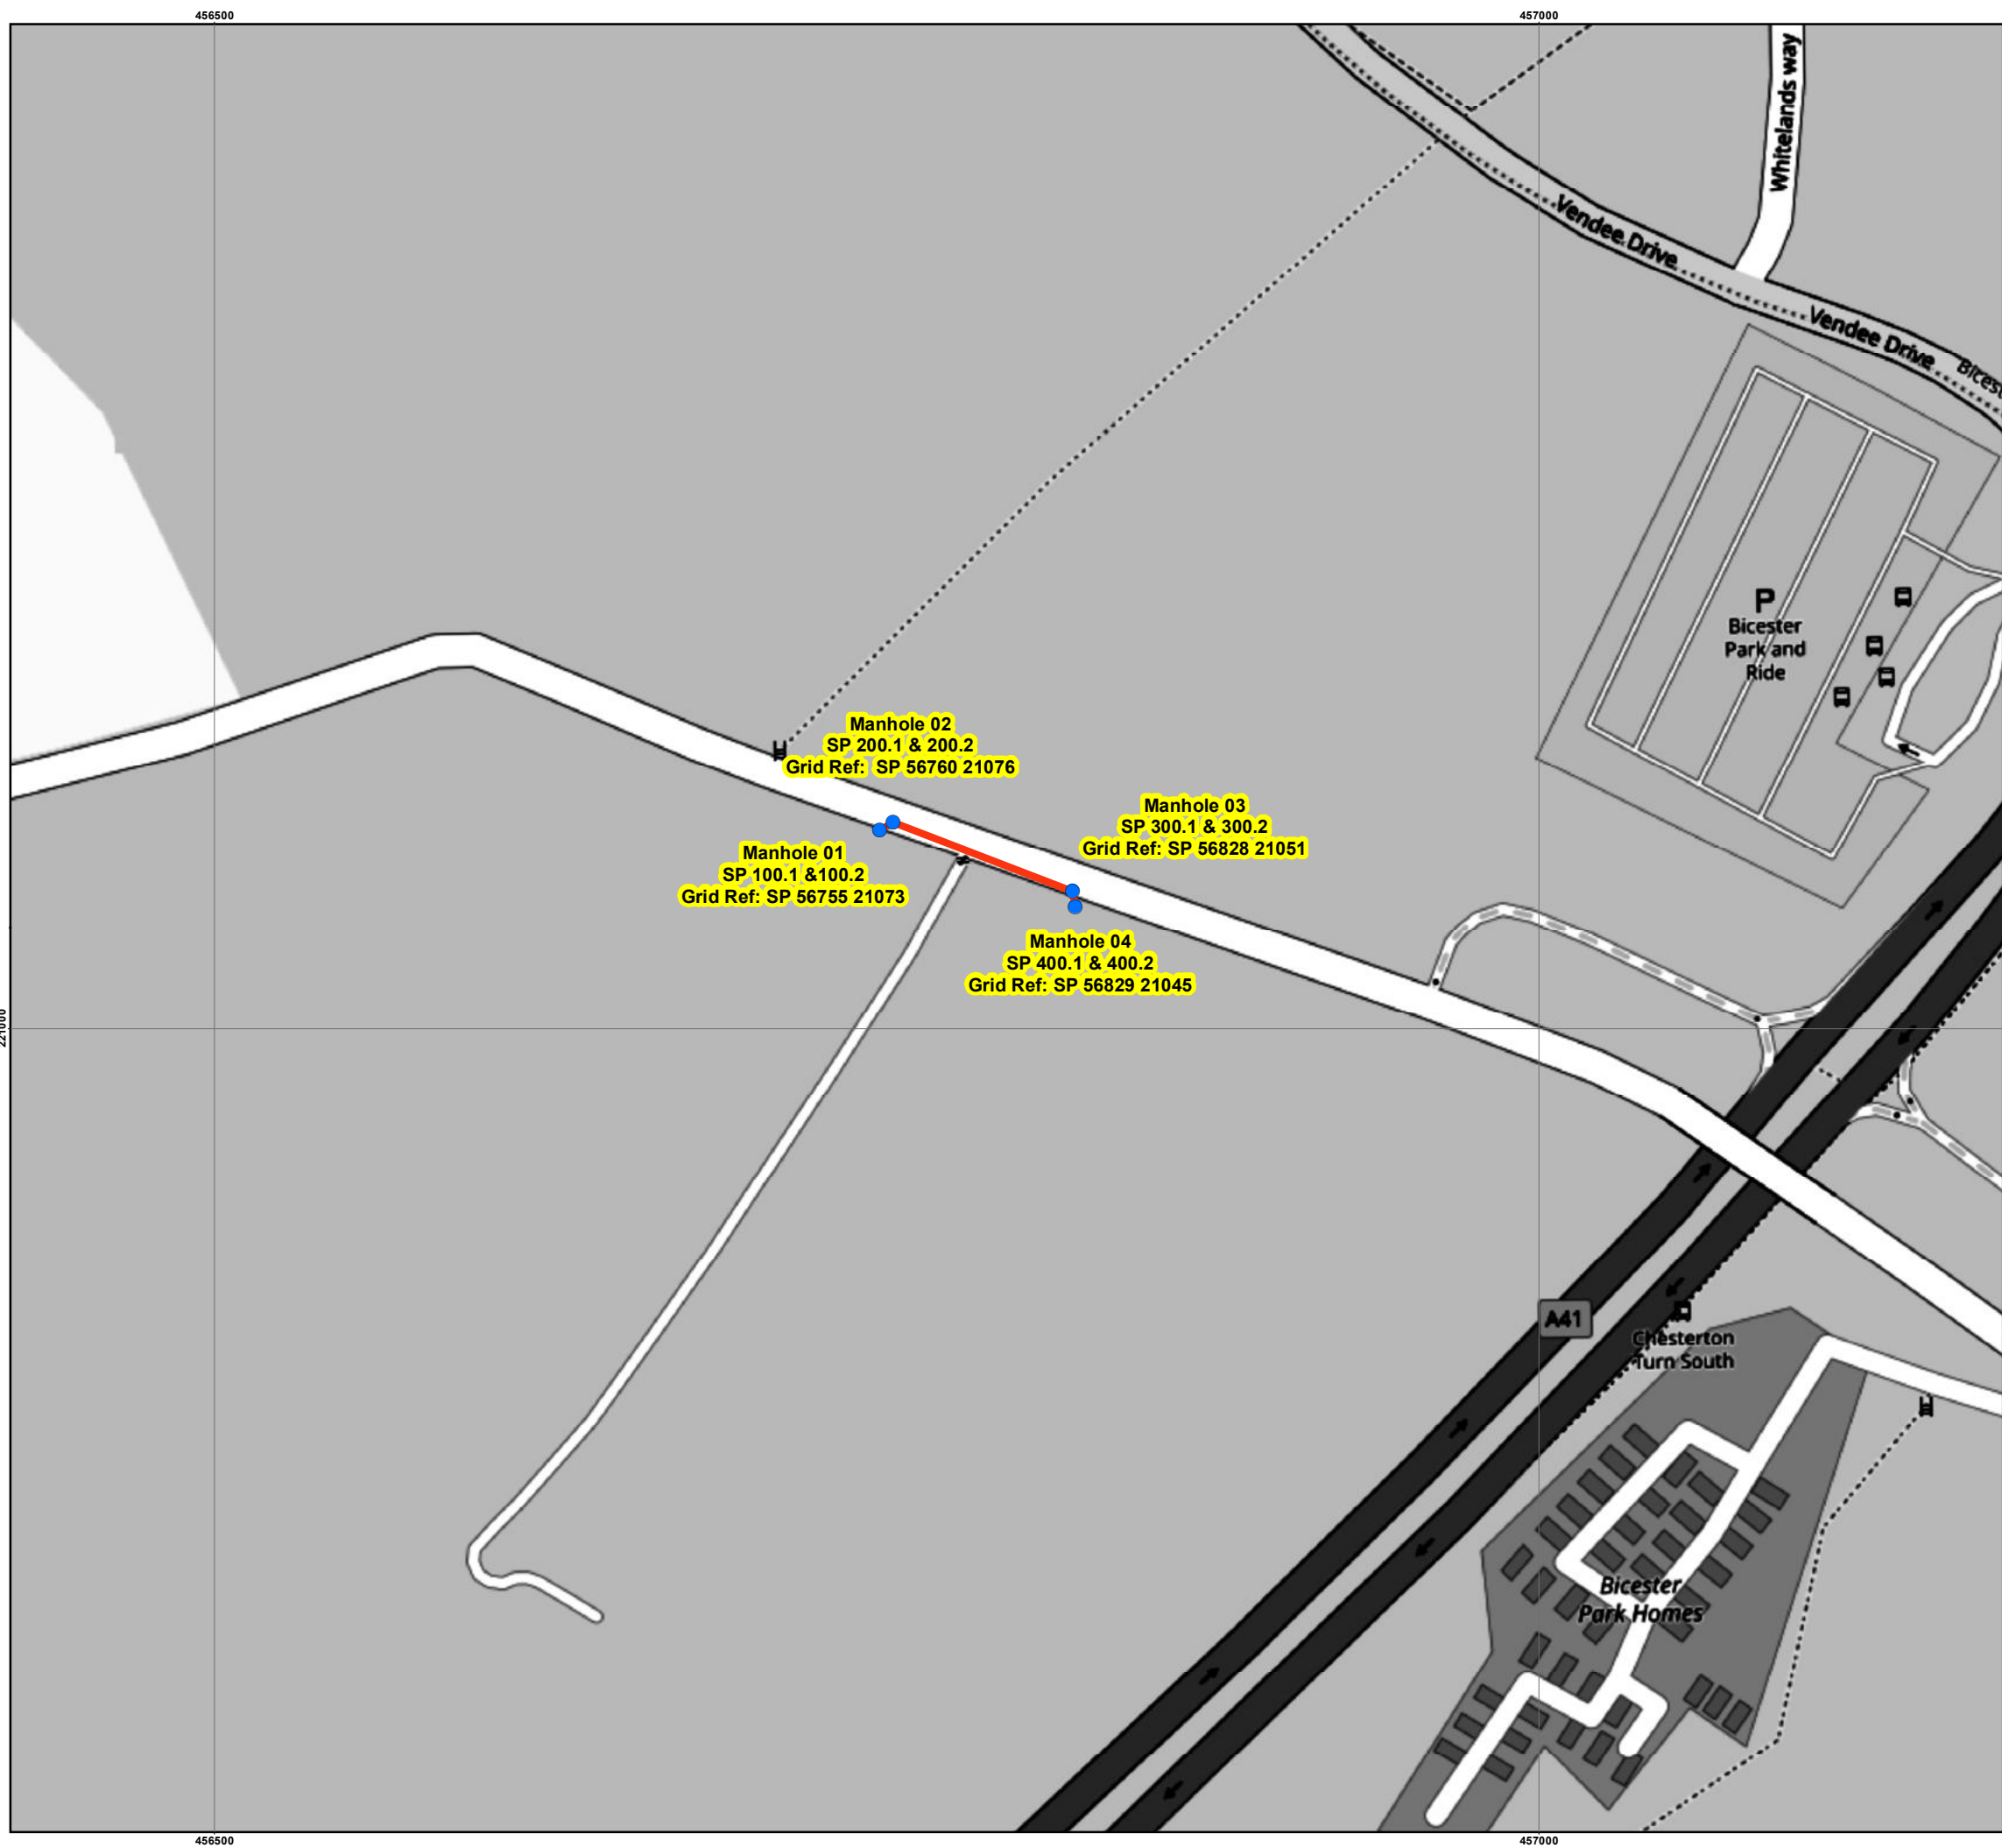 456500
457000
Whitelands way
Vendee Drive
Vendee Drive
Bicest
P
Bicester
Park and
Ride
Manhole 02
SP 200.1 & 200.2
Grid Ref:  SP 56760 21076
Manhole 03
SP 300.1 & 300.2
Grid Ref: SP 56828 21051
Manhole 01
SP 100.1 &100.2
Grid Ref: SP 56755 21073
Manhole 04
SP 400.1 & 400.2
Grid Ref: SP 56829 21045
221000
A41
Chesterton
Turn South
Bicester
Park Homes
456500
457000